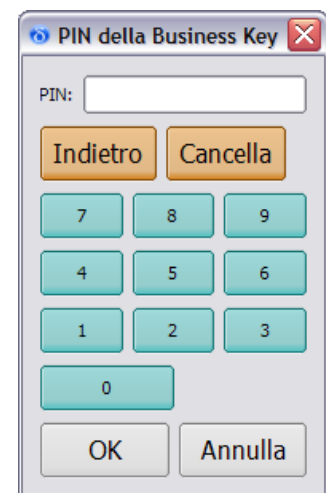 PIN della Business Key
PIN:
Indietro Cancella
7 8 9
4 5 6
1 2 3
0
OK Annulla